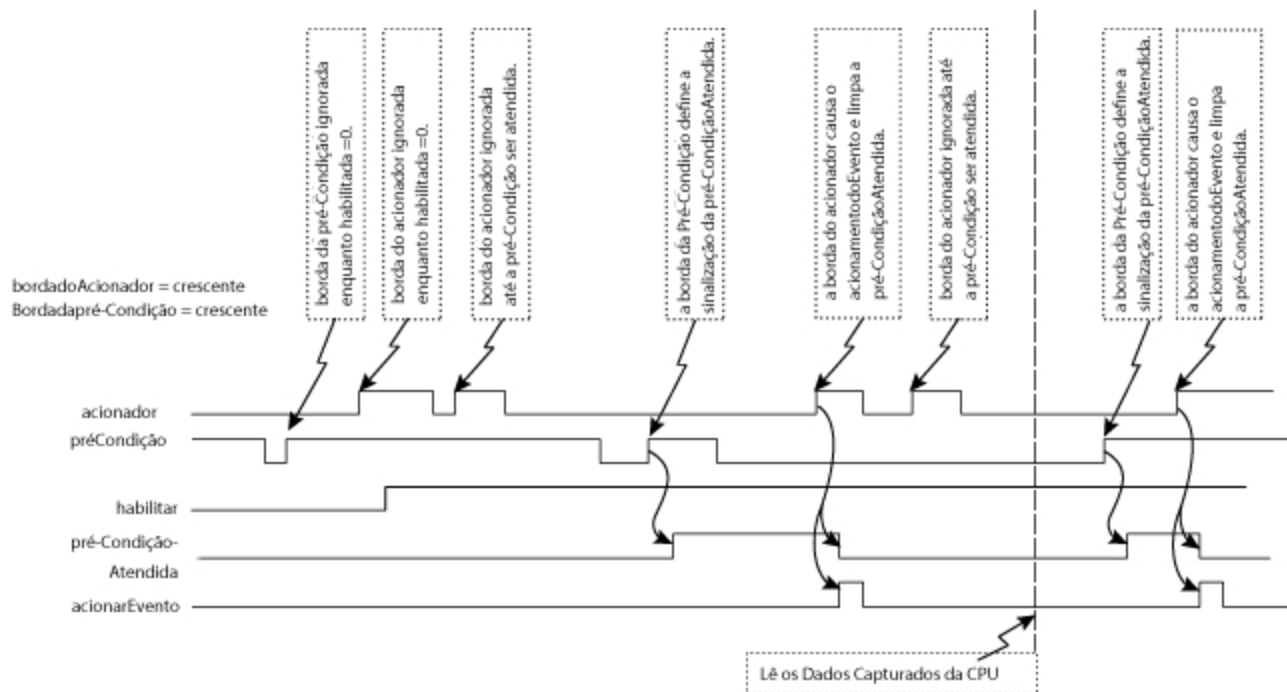 borda da pré-Condição ignorada
enquanto habilitada =0.
borda do acionador ignorada
enquanto habilitada =0.
borda do acionador ignorada
até a pré-Condição ser atendida.
a borda da Pré-Condição define a
sinalização da pré-CondiçãoAtendida.
a borda do acionador causa o
acionamentodoEvento e limpa a
pré-CondiçãoAtendida.
borda do acionador ignorada até
a pré-Condição ser atendida.
a borda da Pré-Condição define a
sinalização da pré-CondiçãoAtendida.
a borda do acionador causa o
acionamentodoEvento e limpa
a pré-CondiçãoAtendida.
bordadoAcionador = crescente
Bordadapré-Condição = crescente
acionador
préCondição
habilitar
pré-Condição-
Atendida
acionarEvento
Lê os Dados Capturados da CPU